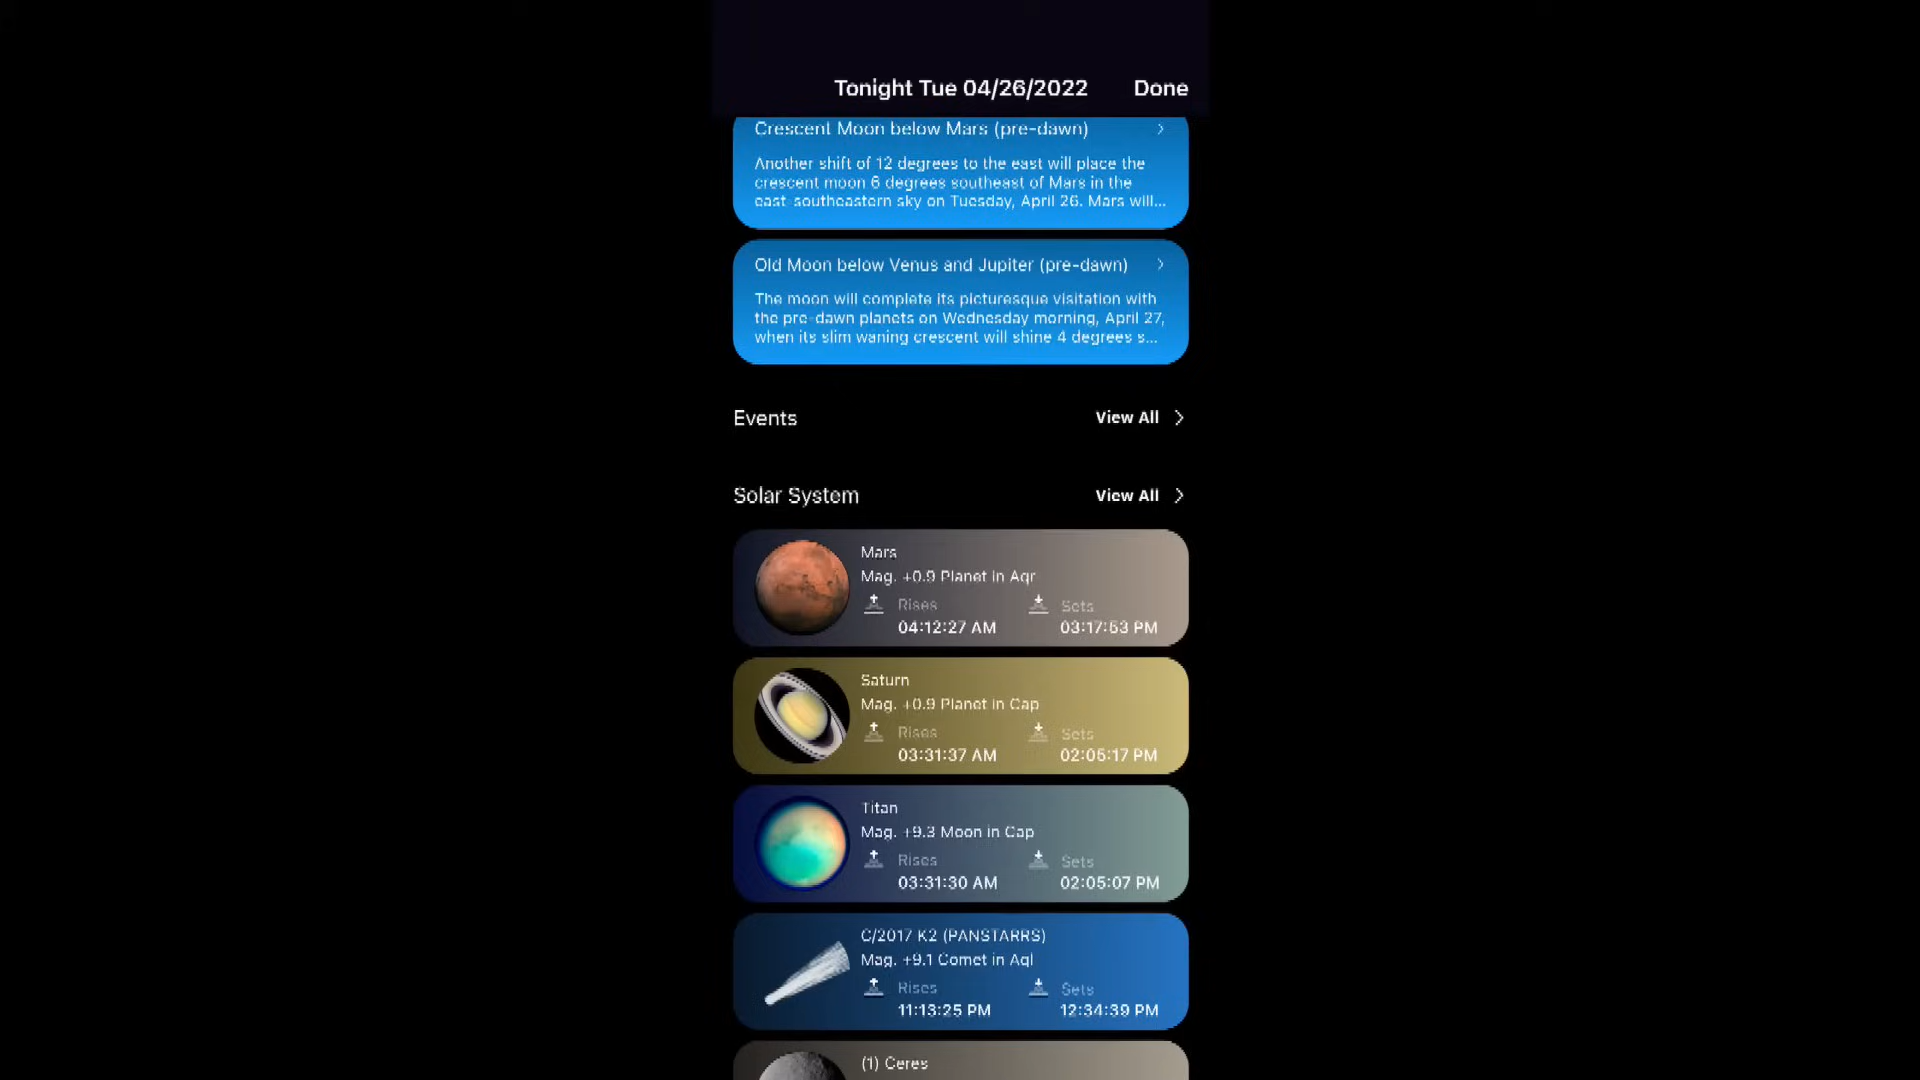 Tonight Tue 04/26/2022 Done
Crescent Moon below Mars (pre-dawn)
Another shift of 12 degrees to the east will place the
crescent moon 6 degrees southeast of Mars in the
east-southeastern sky on Tuesday, April 26. Mars will...
Old Moon below Venus and Jupiter (pre-dawn)
The moon will complete its picturesque visitation with
the pre-dawn planets on Wednesday morning, April 27,
when its slim waning crescent will shine 4 degrees s...
Events View All
Solar System View All
Mars
Mag. +0.9 Planet in Aqr
Rises Sets
04:12:27 AM 03:17:53 PM
Saturn
Mag. +0.9 Planet in Cap
Rises Sets
03:31:37 AM 02:05:17 PM
Titan
Mag. +9.3 Moon in Cap
Rises Sets
03:31:30 AM 02:05:07 PM
C/2017 K2 (PANSTARRS)
Mag. +9.1 Comet in Aql
Rises Sets
11:13:25 PM 12:34:39 PM
(1) Ceres